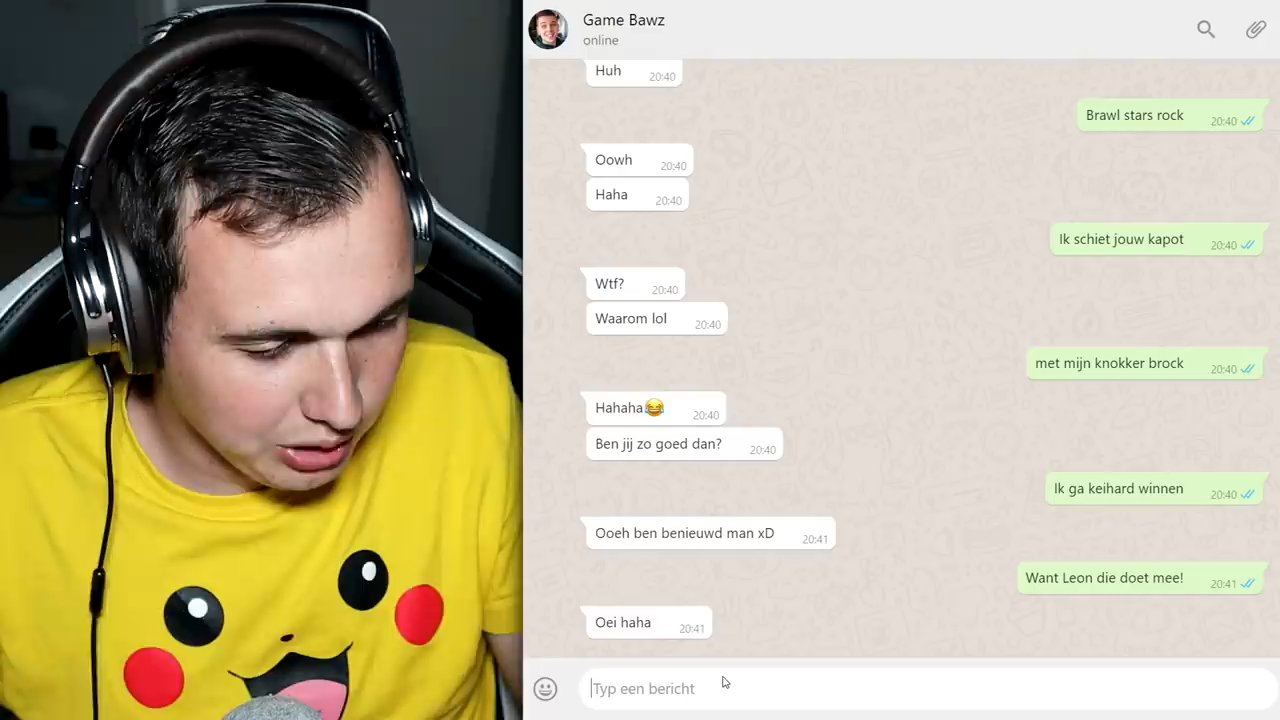 Game Bawz
online
Huh 20:40
Brawl stars rock 20:40
Oowh 20:40
Haha 20:40
Ik schiet jouw kapot 20:40
Wtf? 20:40
Waarom lol 20:40
met mijn knokker brock 20:40
Hahaha😂 20:40
Ben jij zo goed dan? 20:40
Ik ga keihard winnen 20:40
Ooeh ben benieuwd man xD 20:41
Want Leon die doet mee! 20:41
Oei haha 20:41
Typ een bericht